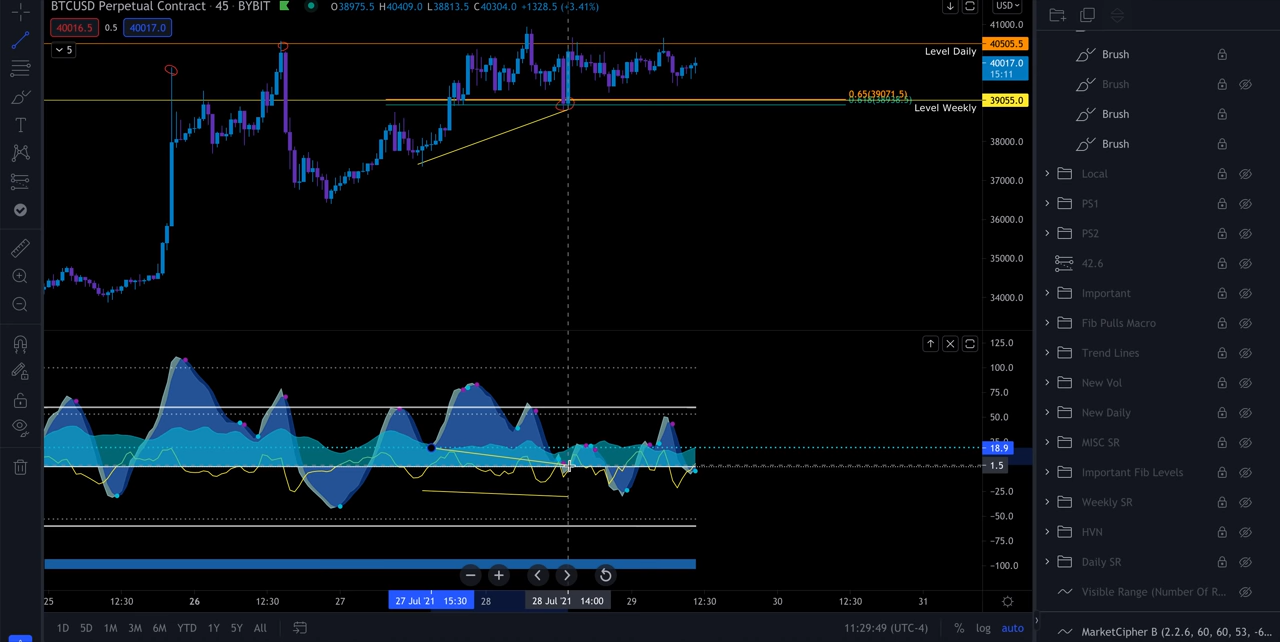 BTCUSD Perpetual Contract · 45 · BYBIT O38975.5 H40409.0 L38813.5 C40304.0 +1328.5 (+3.41%)
40016.5 0.5 40017.0
5
USD
41000.0
40505.5
Level Daily
40017.0
15:11
0.65(39071.5)
0.618(38938.5)
39055.0
Level Weekly
38000.0
37000.0
36000.0
35000.0
34000.0
125.0
100.0
75.0
50.0
18.9
1.5
−25.0
−50.0
−75.0
−100.0
25 12:30 26 12:30 27 27 Jul '21 15:30 28 28 Jul '21 14:00 29 12:30 30 12:30 31
1D 5D 1M 3M 6M YTD 1Y 5Y All 11:29:49 (UTC-4) % log auto
Brush
Brush
Brush
Brush
Local
PS1
PS2
42.6
Important
Fib Pulls Macro
Trend Lines
New Vol
New Daily
MISC SR
Important Fib Levels
Weekly SR
HVN
Daily SR
Visible Range (Number Of R...
MarketCipher B (2.2.6, 60, 60, 53, -6...